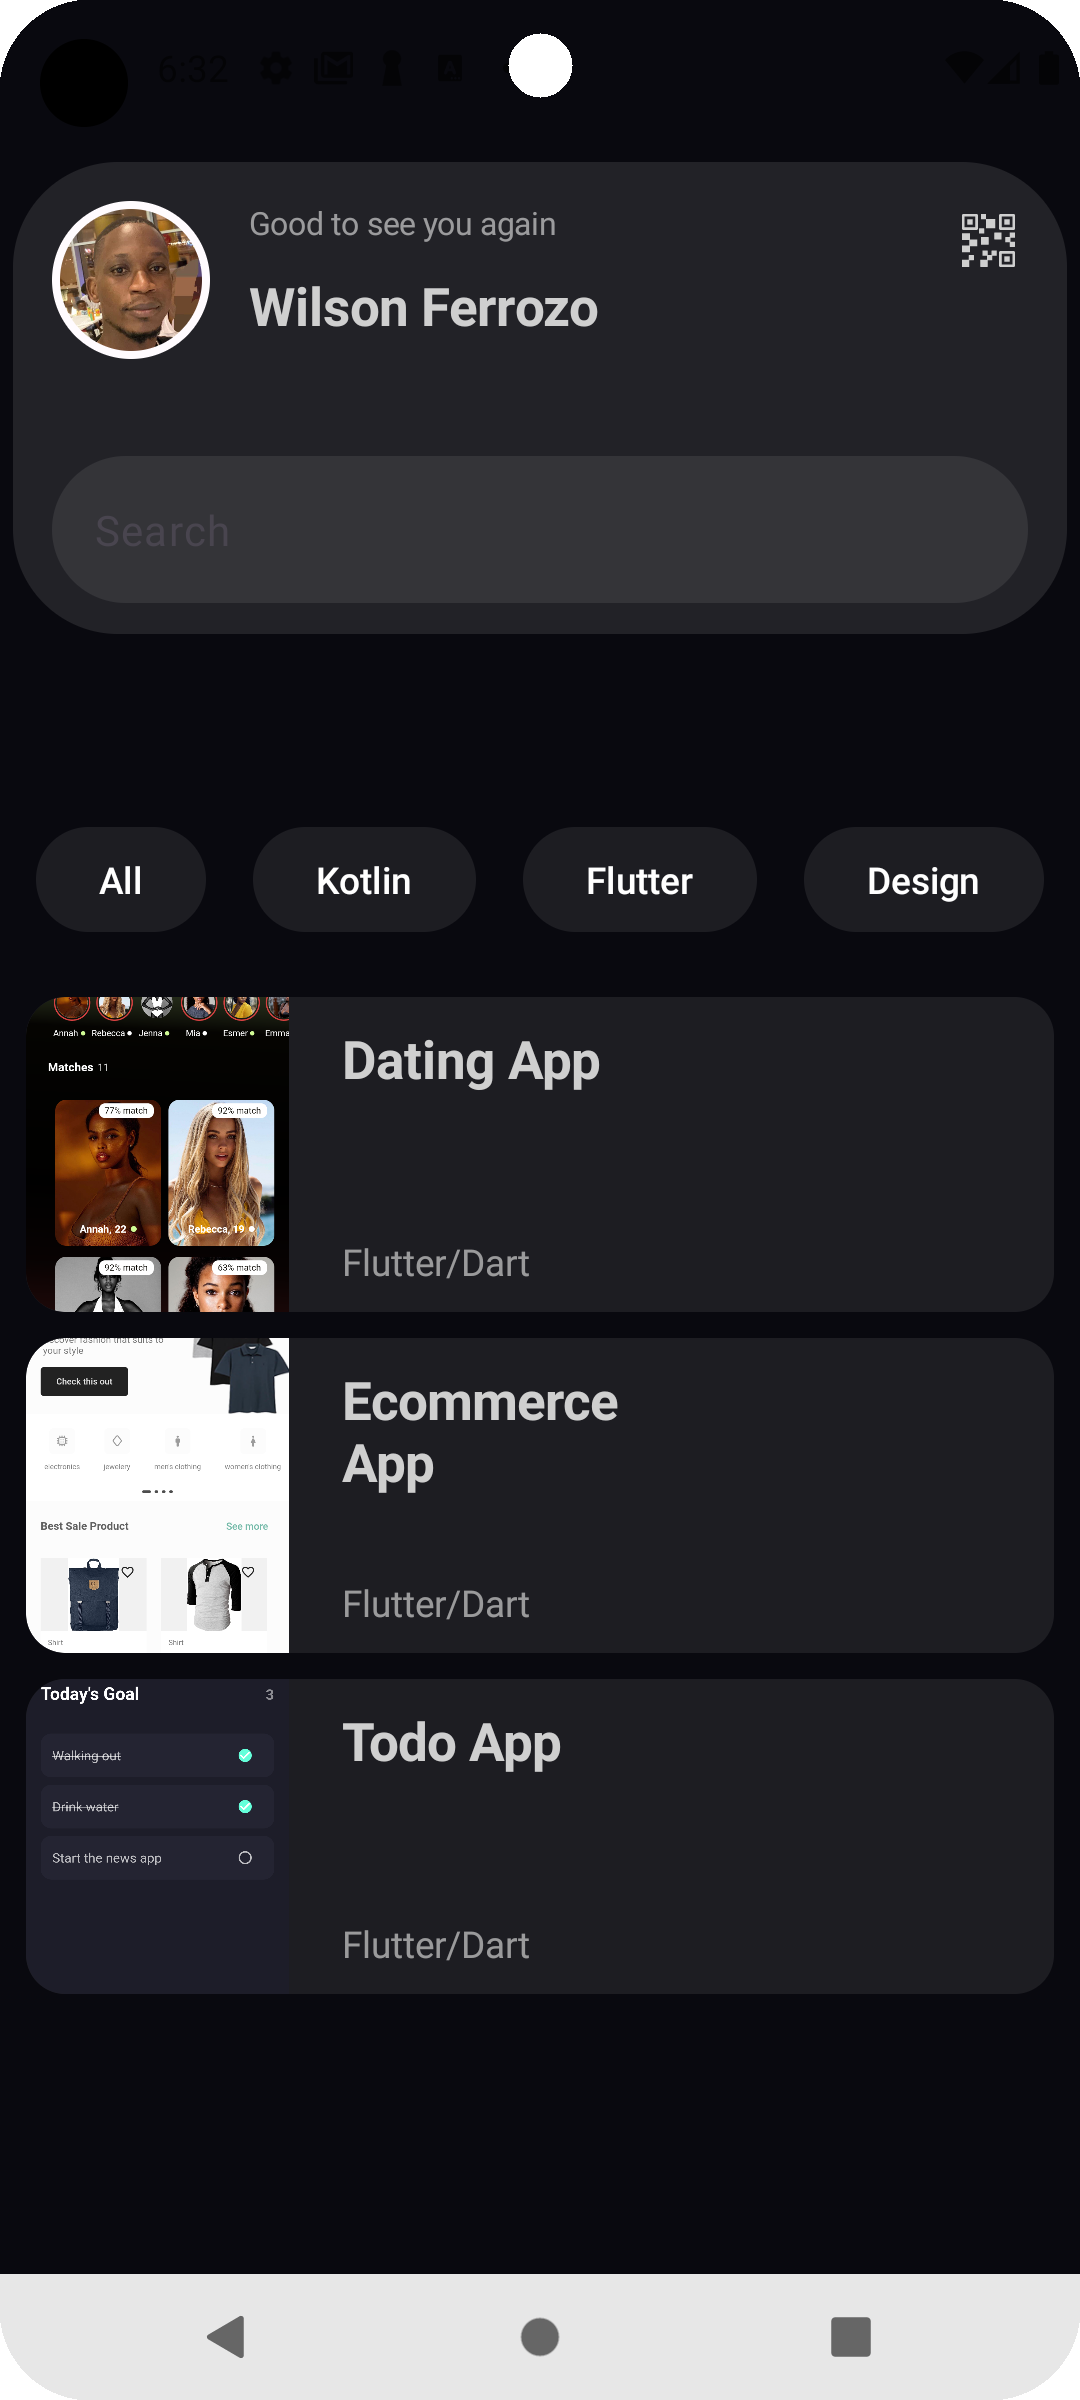 6:32
Good to see you again
Wilson Ferrozo
Search
All Kotlin Flutter Design
Annah Rebecca Jenna Mia Esmer Emma
Matches 11
77% match 92% match
Annah, 22 Rebecca, 19
92% match 63% match
Dating App
Flutter/Dart
iscover fashion that suits to
your style
Check this out
electronics jewelery men's clothing women's clothing
Best Sale Product See more
Shirt Shirt
Ecommerce
App
Flutter/Dart
Today's Goal 3
Walking out
Drink water
Start the news app
Todo App
Flutter/Dart